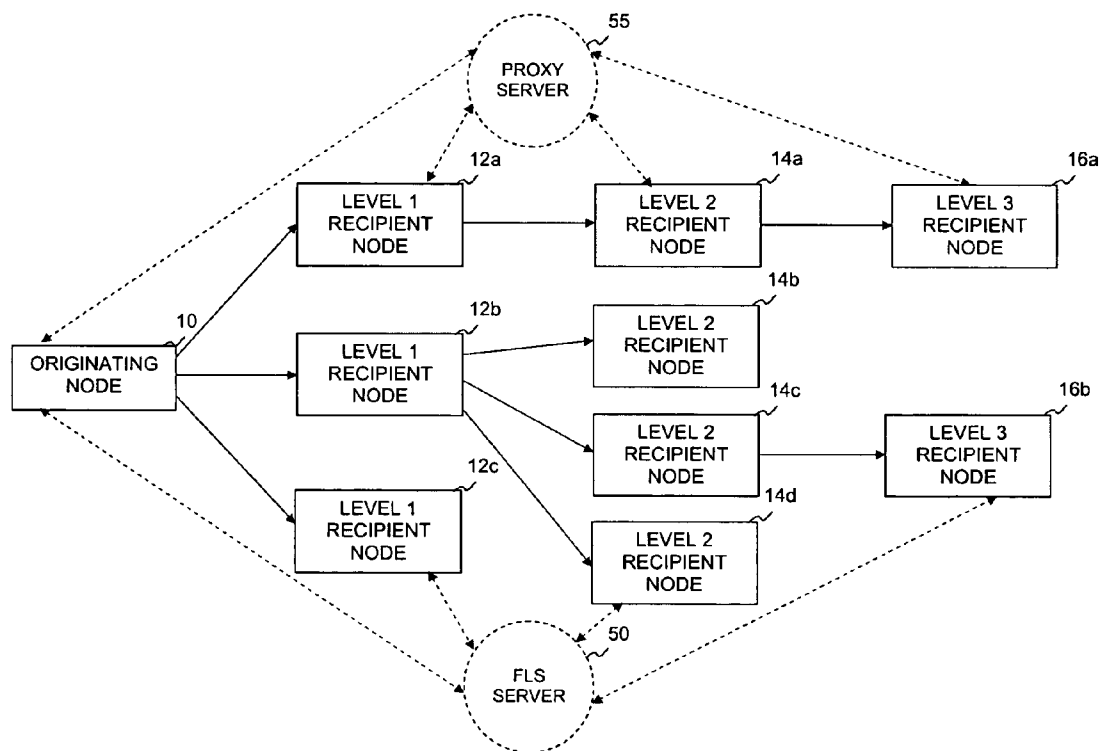 55
PROXY
SERVER
12a
14a
16a
LEVEL 1
RECIPIENT
NODE
LEVEL 2
RECIPIENT
NODE
LEVEL 3
RECIPIENT
NODE
10
12b
14b
ORIGINATING
NODE
LEVEL 1
RECIPIENT
NODE
LEVEL 2
RECIPIENT
NODE
14c
16b
LEVEL 2
RECIPIENT
NODE
LEVEL 3
RECIPIENT
NODE
12c
14d
LEVEL 1
RECIPIENT
NODE
LEVEL 2
RECIPIENT
NODE
50
FLS
SERVER